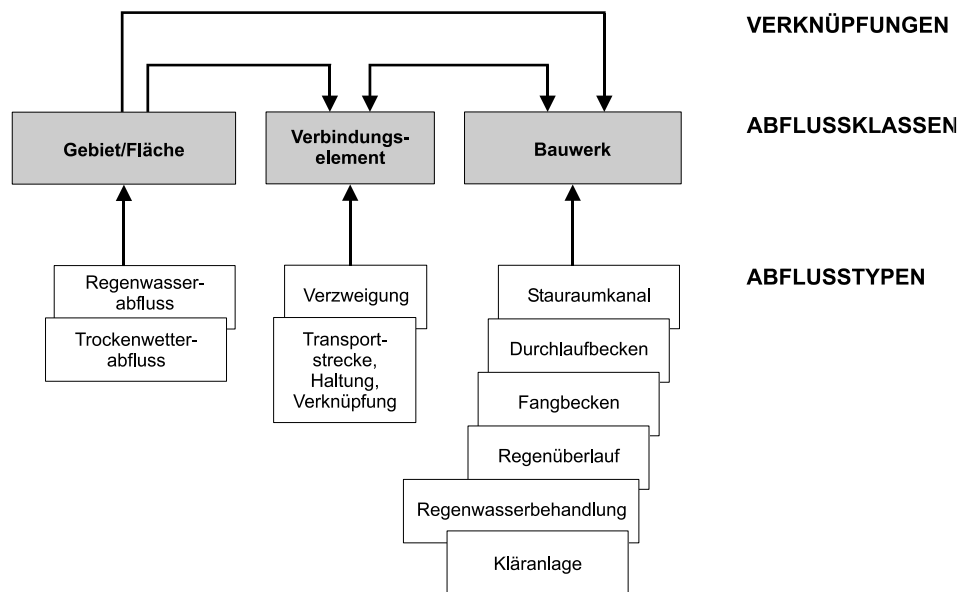 VERKNÜPFUNGEN
Gebiet/Fläche
Verbindungs-
element
Bauwerk
ABFLUSSKLASSEN
Regenwasser-
abfluss
Trockenwetter-
abfluss
Verzweigung
Transport-
strecke,
Haltung,
Verknüpfung
Stauraumkanal
Durchlaufbecken
Fangbecken
Regenüberlauf
Regenwasserbehandlung
Kläranlage
ABFLUSSTYPEN